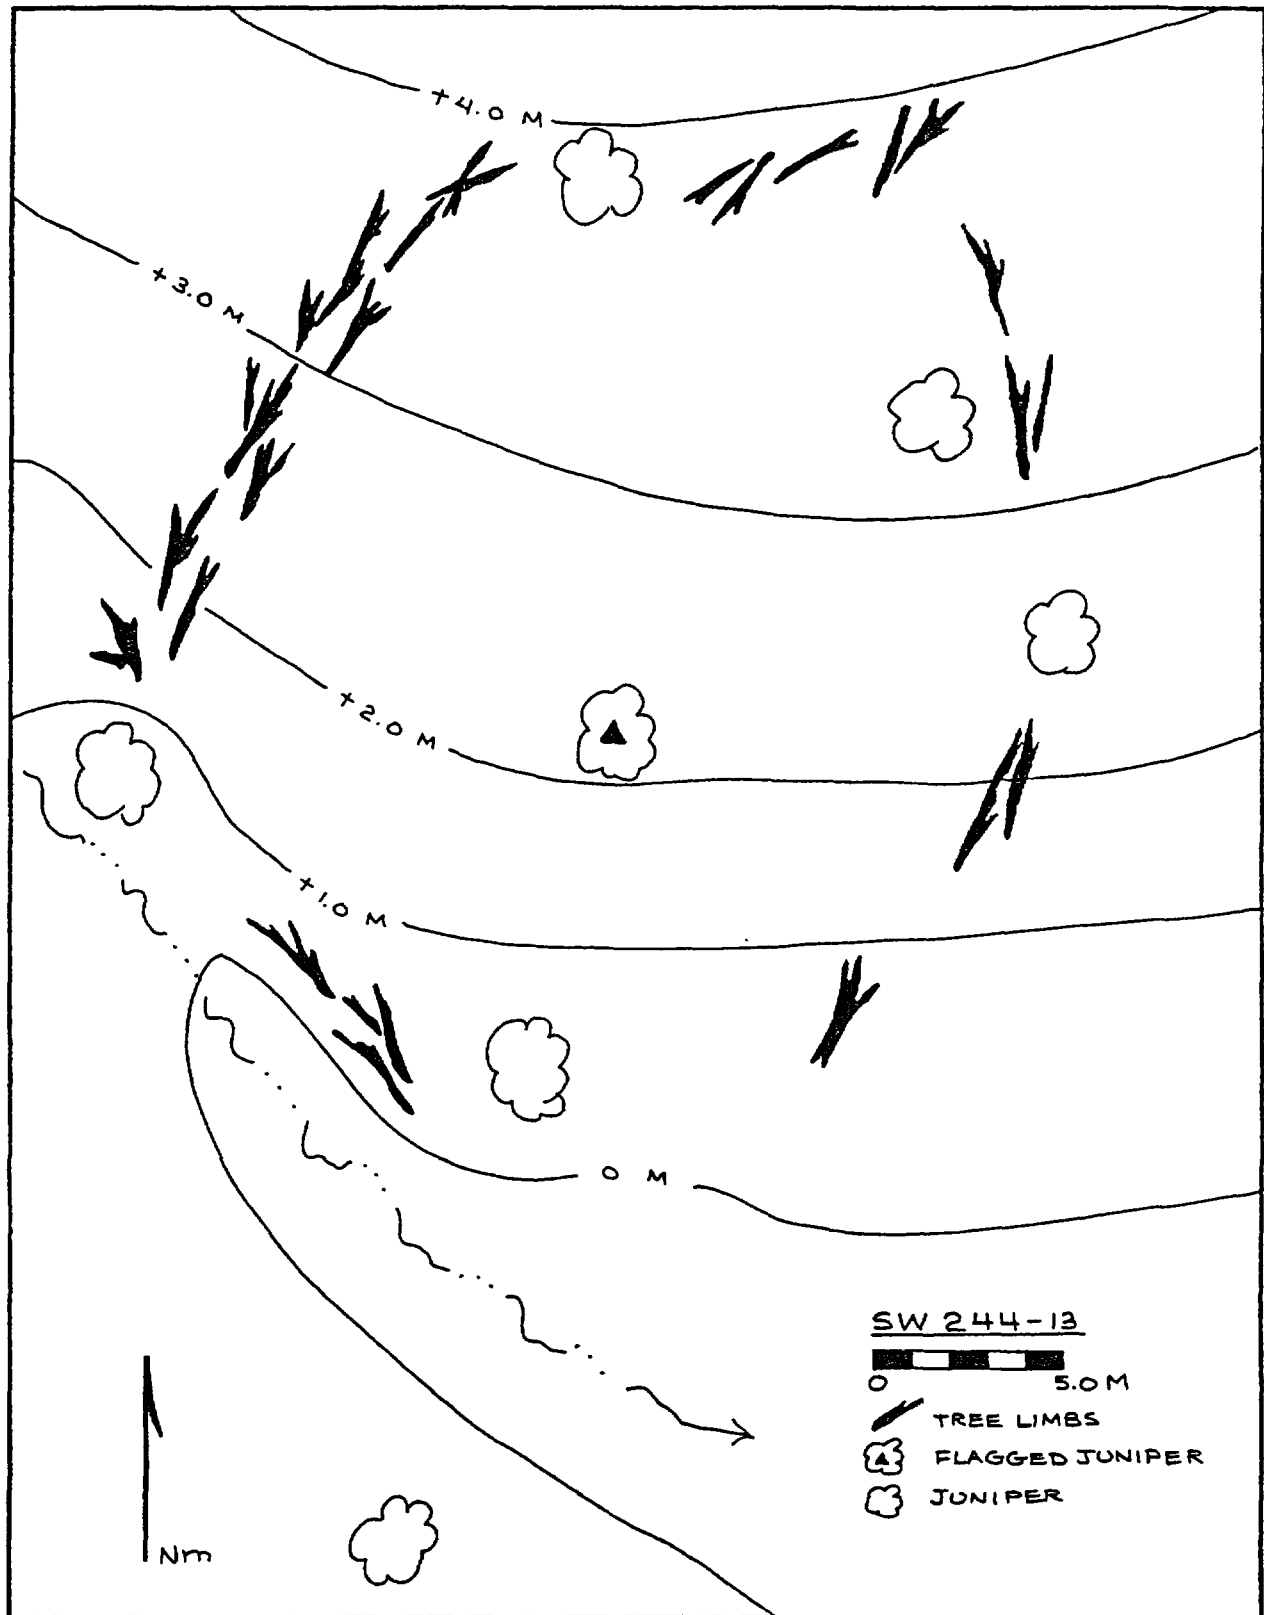 +4.0 M
+3.0 M
+2.0 M
+1.0 M
0 M
SW 244-13
0 5.0 M
TREE LIMBS
FLAGGED JUNIPER
JUNIPER
Nm